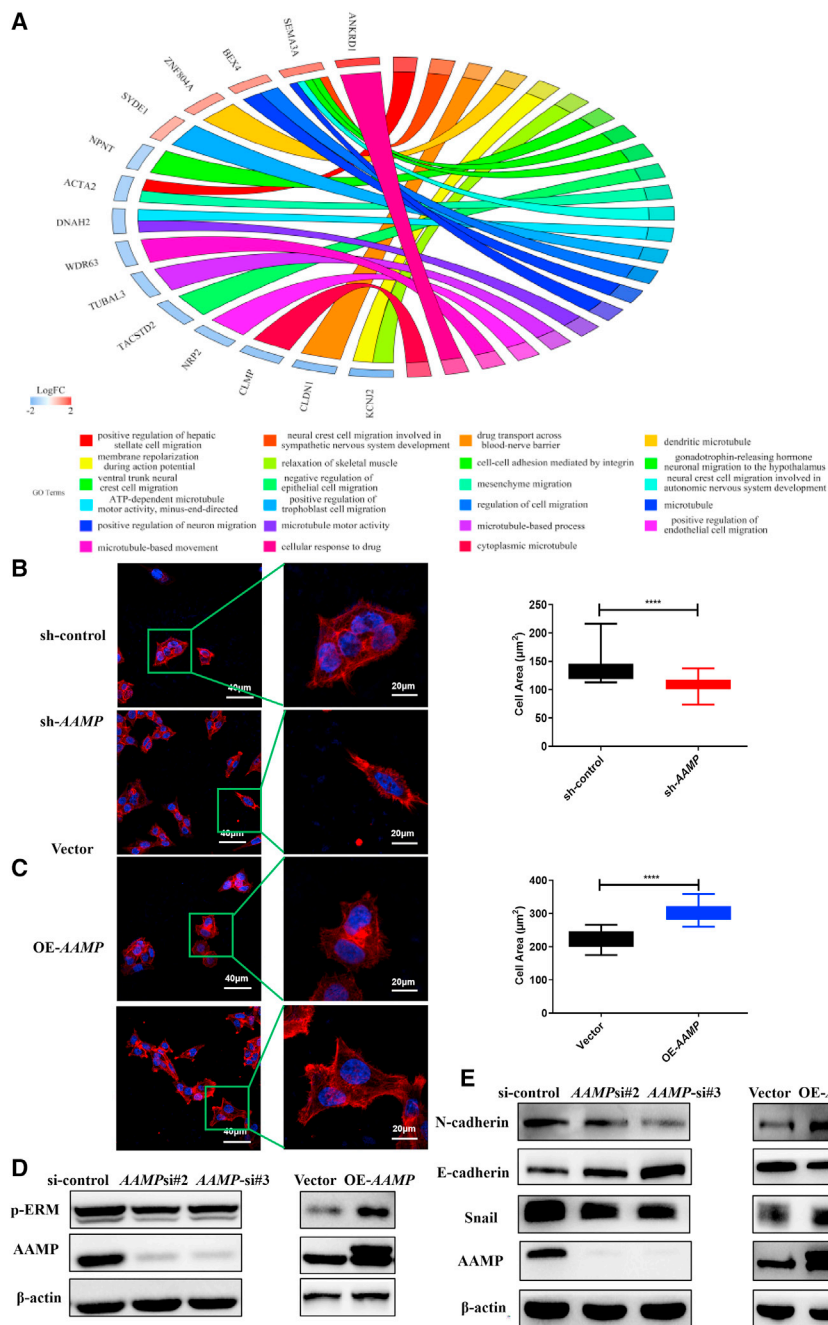 A
ANKRD1
SEMA3A
BEX4
ZNF804A
SYDE1
NPNT
ACTA2
DNAH2
WDR63
TUBAL3
TACSTD2
NRP2
CLMP
CLDN1
KCNJ2
LogFC
-2 2
GO Terms
positive regulation of hepatic
stellate cell migration
neural crest cell migration involved in
sympathetic nervous system development
drug transport across
blood-nerve barrier
dendritic microtubule
membrane repolarization
during action potential
relaxation of skeletal muscle
cell-cell adhesion mediated by integrin
gonadotrophin-releasing hormone
neuronal migration to the hypothalamus
ventral trunk neural
crest cell migration
negative regulation of
epithelial cell migration
mesenchyme migration
neural crest cell migration involved in
autonomic nervous system development
ATP-dependent microtubule
motor activity, minus-end-directed
positive regulation of
trophoblast cell migration
regulation of cell migration
microtubule
positive regulation of neuron migration
microtubule motor activity
microtubule-based process
positive regulation of
endothelial cell migration
microtubule-based movement
cellular response to drug
cytoplasmic microtubule
B
sh-control
40μm
20μm
sh-AAMP
40μm
20μm
Cell Area (μm²)
250
200
150
100
50
0
****
sh-control
sh-AAMP
Vector
C
40μm
20μm
OE-AAMP
40μm
20μm
Cell Area (μm²)
400
300
200
100
0
****
Vector
OE-AAMP
D
si-control AAMPsi#2 AAMP-si#3
Vector OE-AAMP
p-ERM
AAMP
β-actin
E
si-control AAMPsi#2 AAMP-si#3
Vector OE-A
N-cadherin
E-cadherin
Snail
AAMP
β-actin